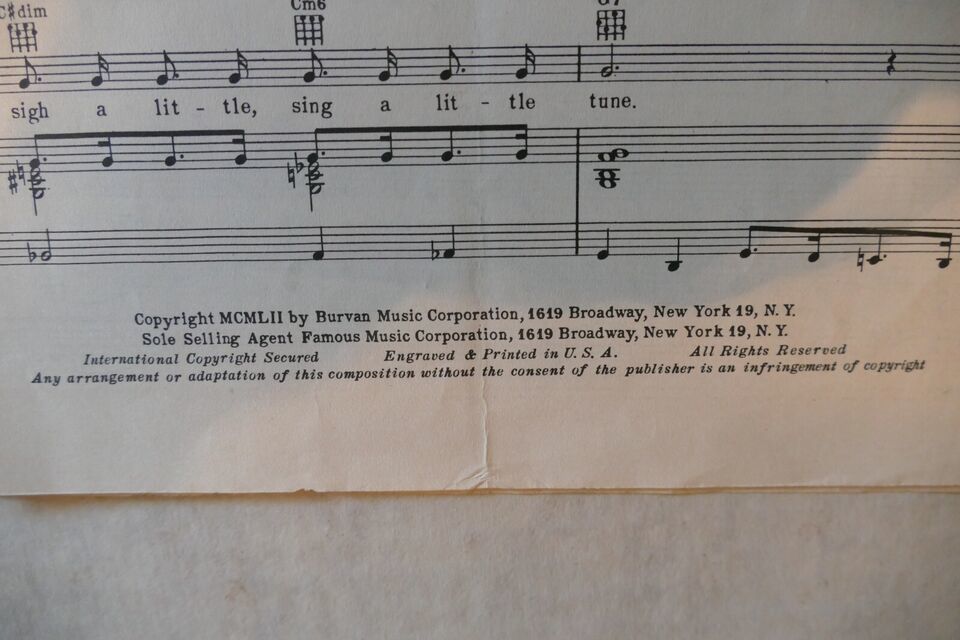 C#dim Cm6 G7
sigh a lit - tle, sing a lit - tle tune.
Copyright MCMLII by Burvan Music Corporation, 1619 Broadway, New York 19, N. Y.
Sole Selling Agent Famous Music Corporation, 1619 Broadway, New York 19, N. Y.
International Copyright Secured Engraved & Printed in U. S. A. All Rights Reserved
Any arrangement or adaptation of this composition without the consent of the publisher is an infringement of copyright